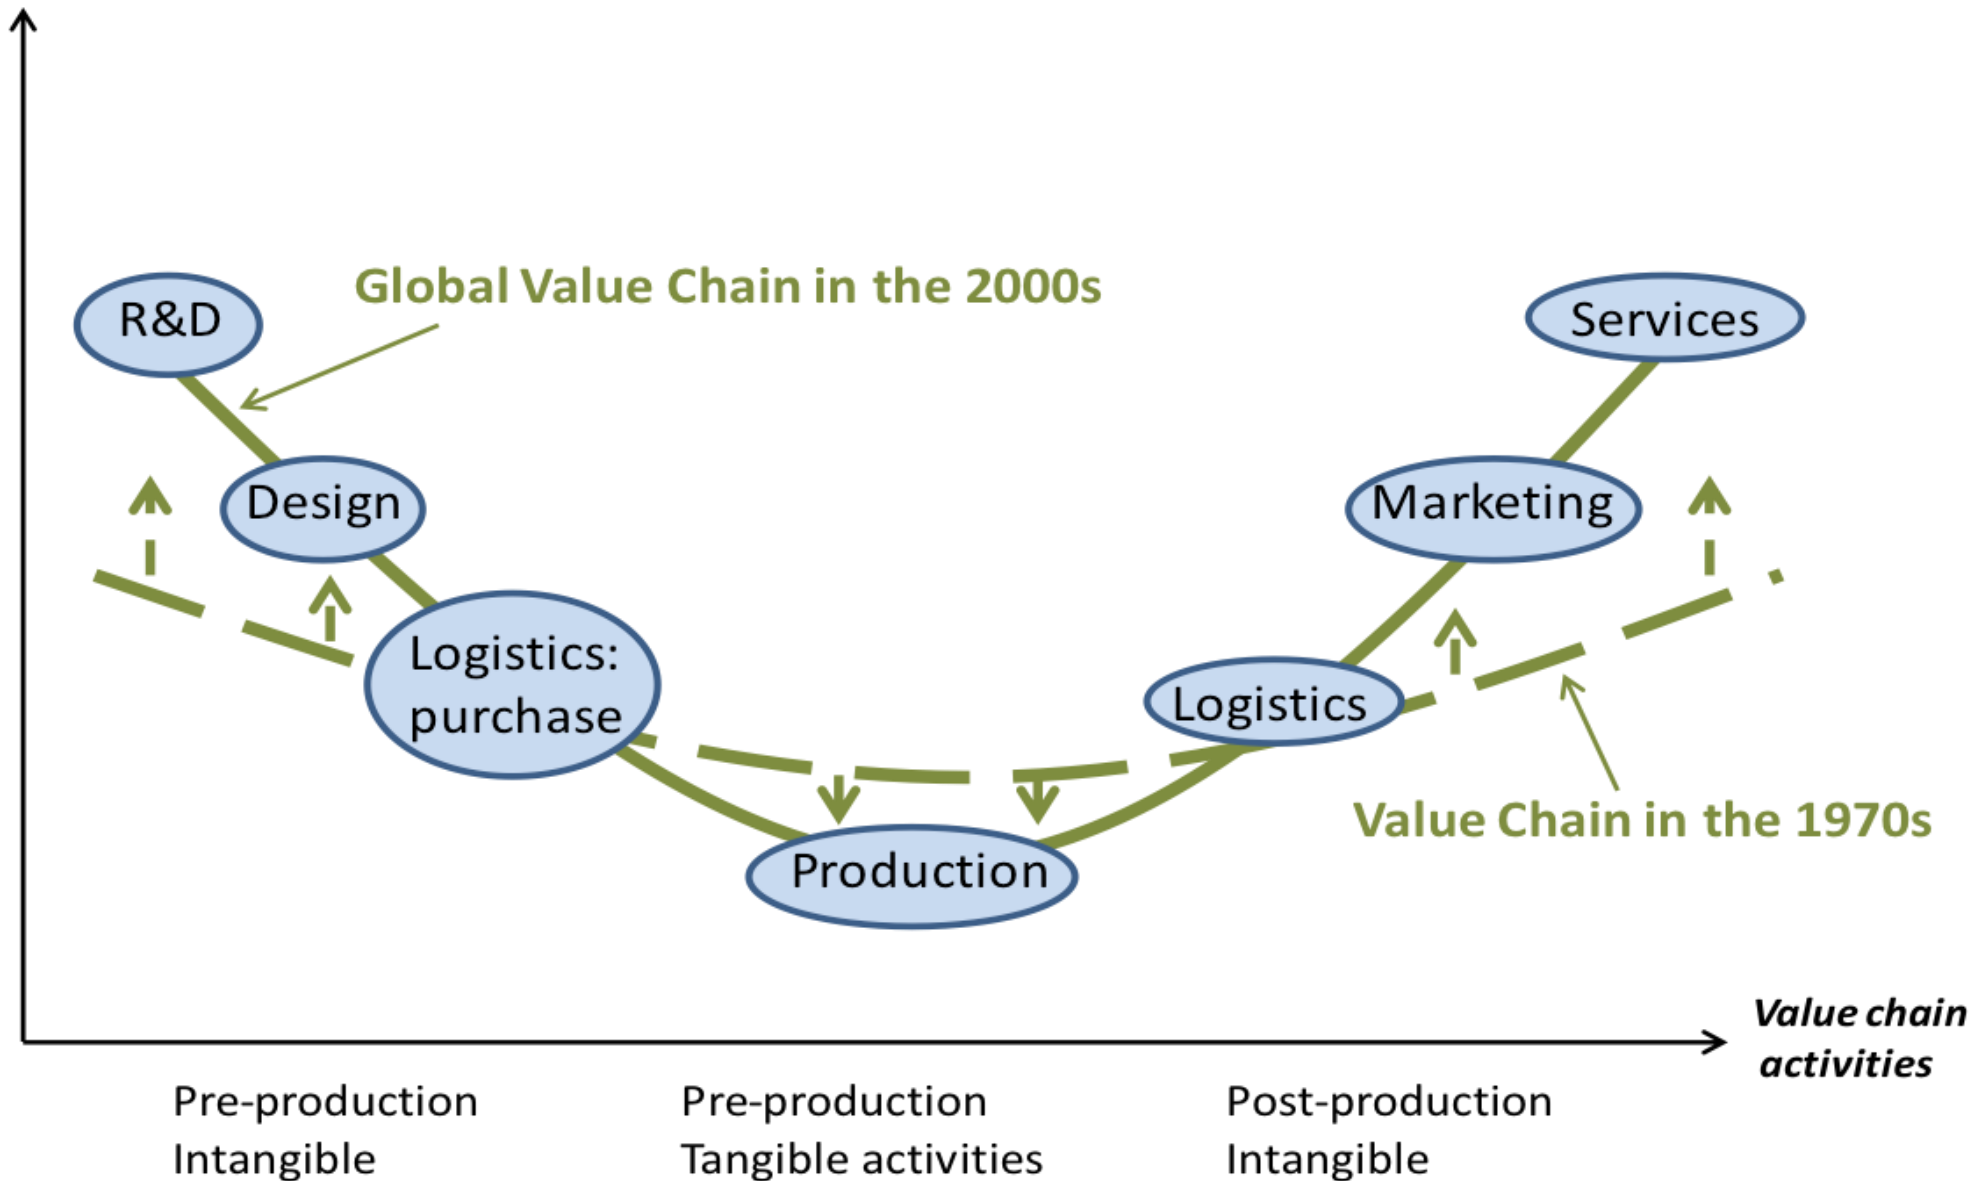 Global Value Chain in the 2000s
R&D
Services
Design
Marketing
Logistics:
purchase
Logistics
Value Chain in the 1970s
Production
Value chain
activities
Pre-production
Intangible
Pre-production
Tangible activities
Post-production
Intangible